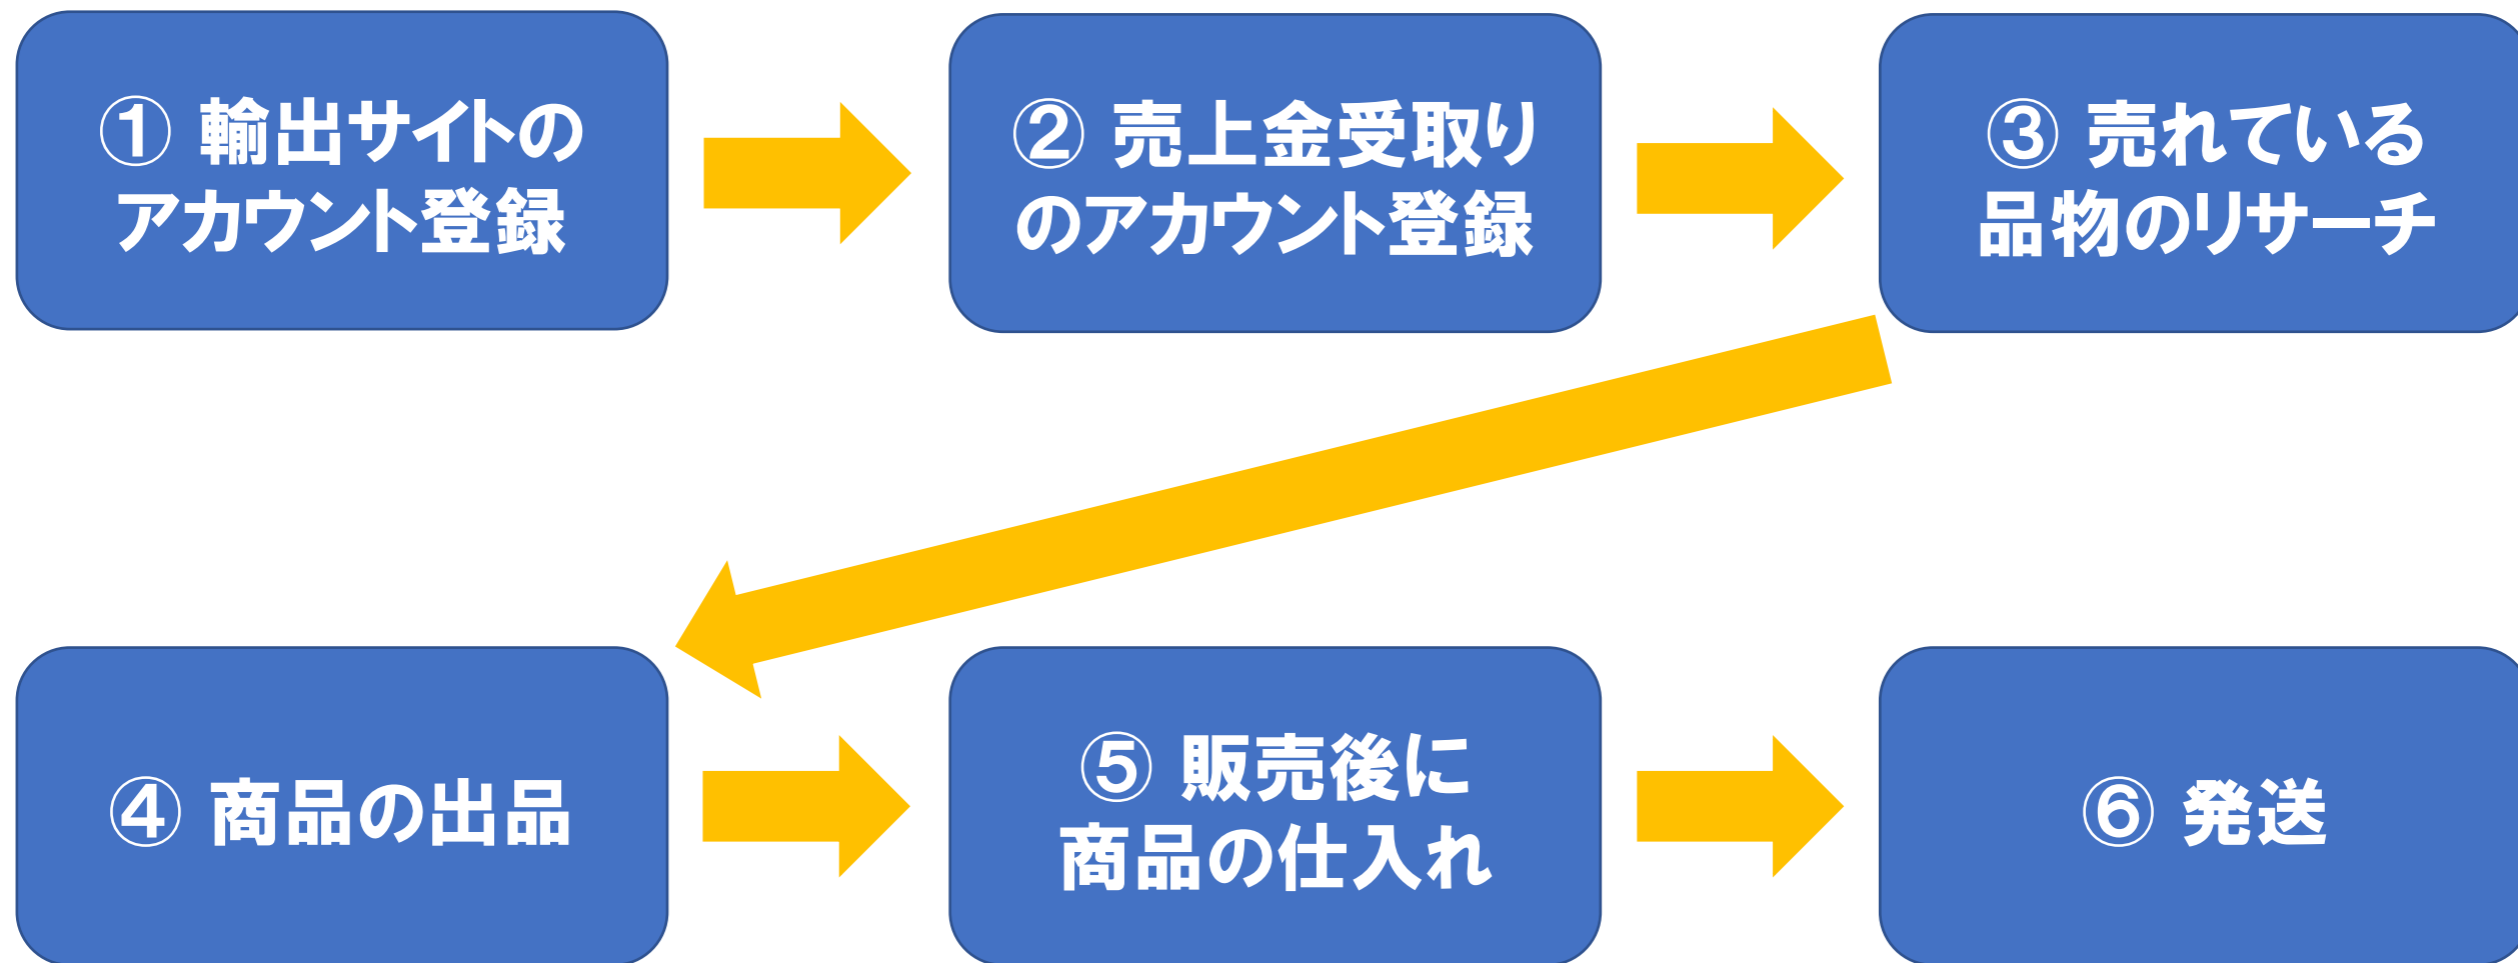 ① 輸出サイトの
アカウント登録
② 売上金受取り
のアカウント登録
③ 売れている
品物のリサーチ
④ 商品の出品
⑤ 販売後に
商品の仕入れ
⑥ 発送